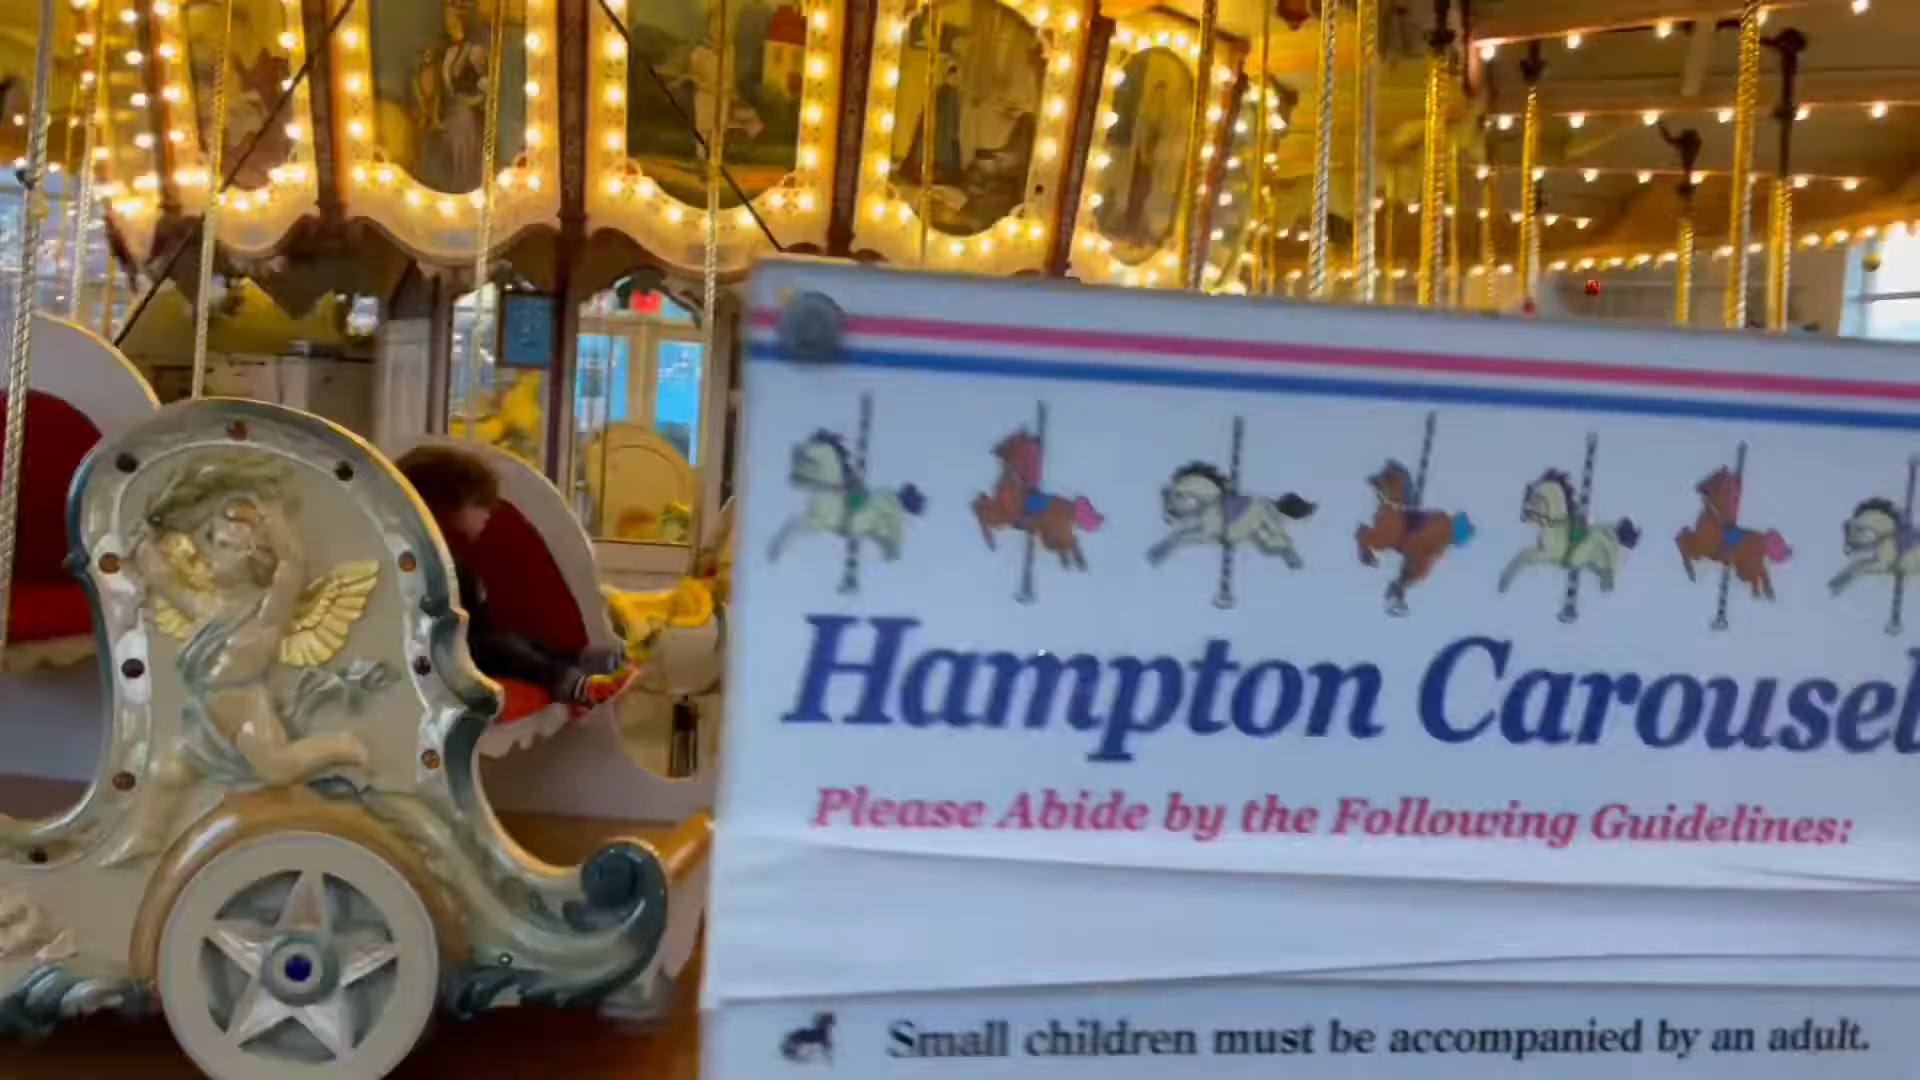 Hampton Carousel
Please Abide by the Following Guidelines:
Small children must be accompanied by an adult.